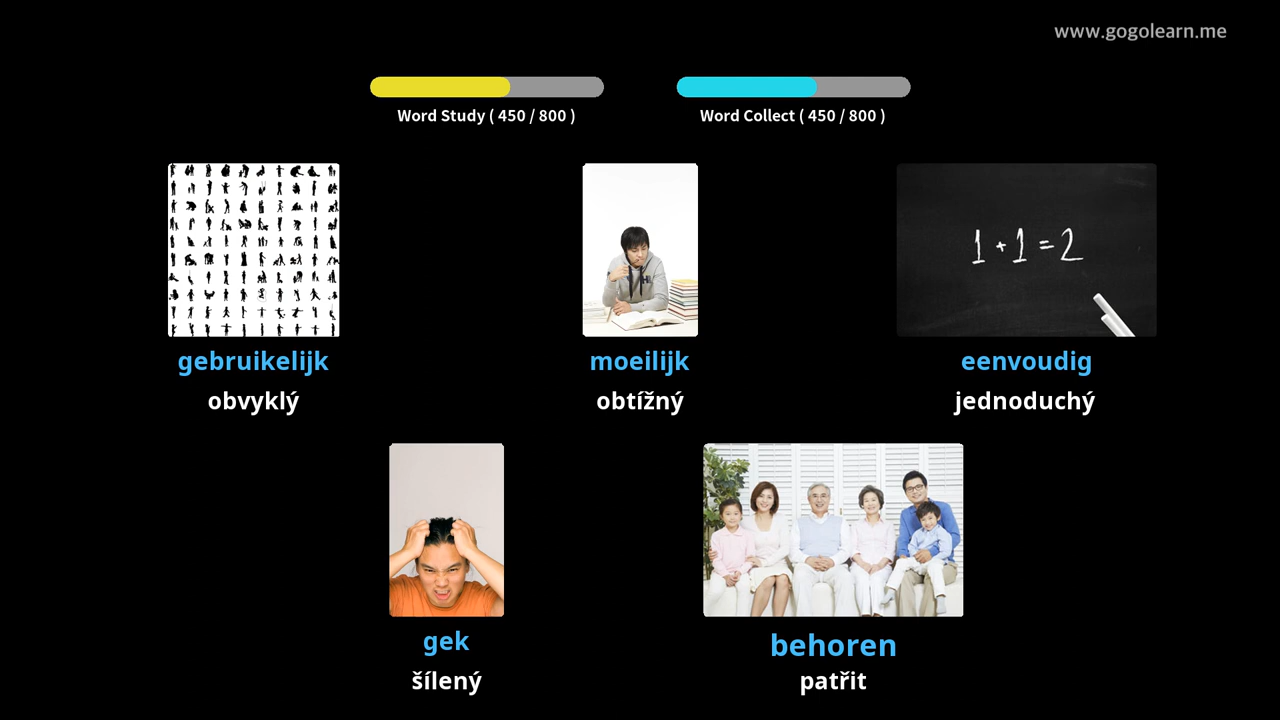 www.gogolearn.me
Word Study ( 450 / 800 )
Word Collect ( 450 / 800 )
1 + 1 = 2
gebruikelijk
moeilijk
eenvoudig
obvyklý
obtížný
jednoduchý
gek
behoren
šílený
patřit